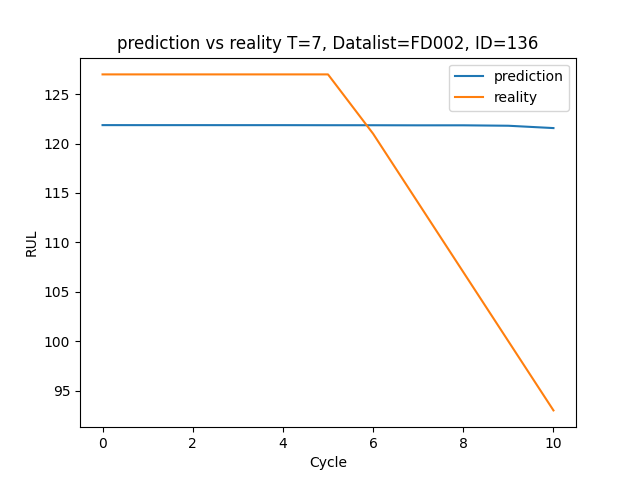 prediction vs reality T=7, Datalist=FD002, ID=136
prediction
reality
RUL
125
120
115
110
105
100
95
0 2 4 6 8 10
Cycle